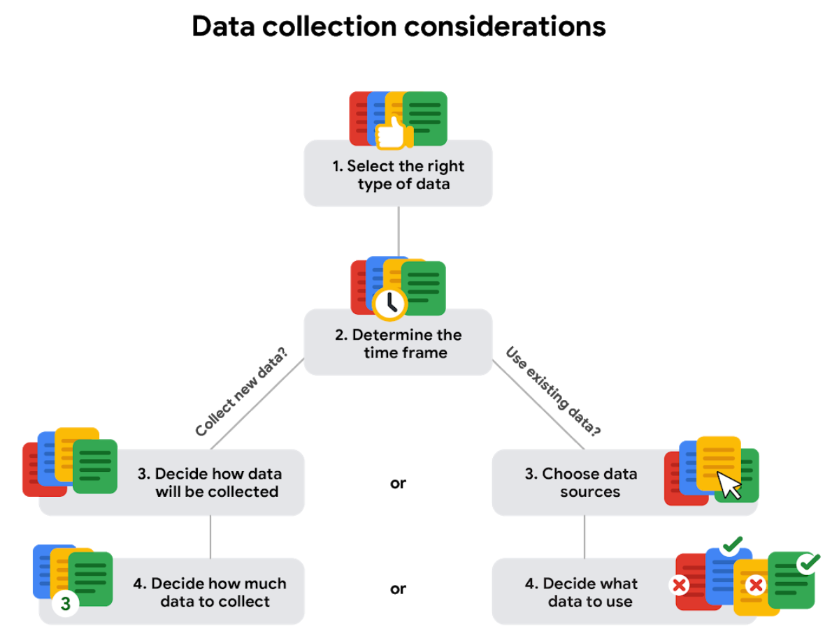 Data collection considerations
1. Select the right
type of data
2. Determine the
time frame
Collect new data?
Use existing data?
3. Decide how data
will be collected
or
3. Choose data
sources
4. Decide how much
data to collect
3
or
4. Decide what
data to use